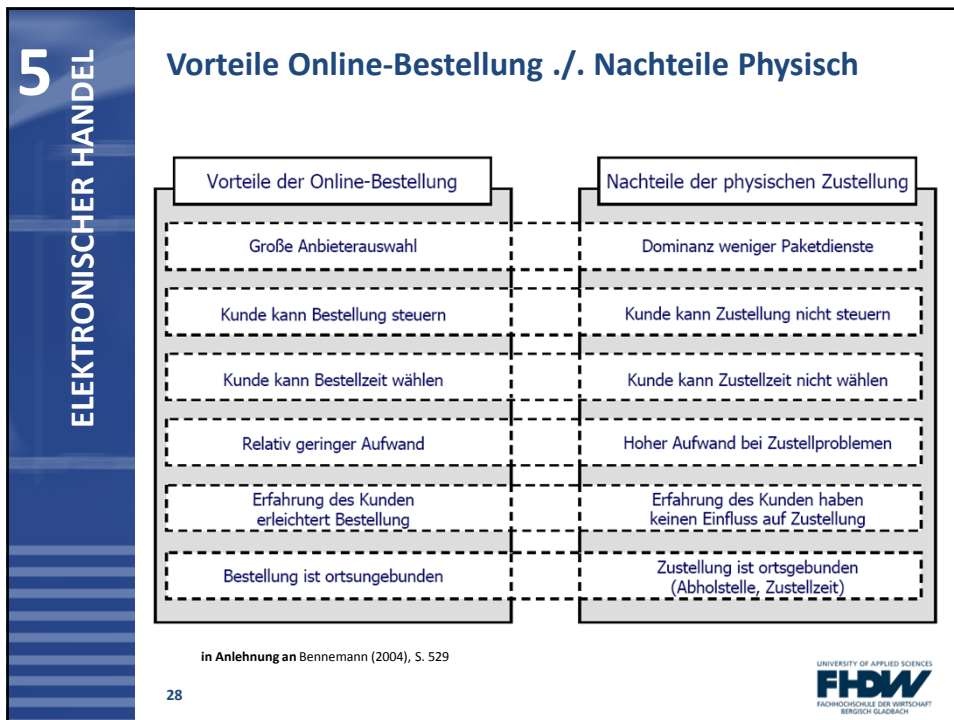 5
ELEKTRONISCHER HANDEL
Vorteile Online-Bestellung ./. Nachteile Physisch
Vorteile der Online-Bestellung
Nachteile der physischen Zustellung
Große Anbieterauswahl
Dominanz weniger Paketdienste
Kunde kann Bestellung steuern
Kunde kann Zustellung nicht steuern
Kunde kann Bestellzeit wählen
Kunde kann Zustellzeit nicht wählen
Relativ geringer Aufwand
Hoher Aufwand bei Zustellproblemen
Erfahrung des Kunden
erleichtert Bestellung
Erfahrung des Kunden haben
keinen Einfluss auf Zustellung
Bestellung ist ortsungebunden
Zustellung ist ortsgebunden
(Abholstelle, Zustellzeit)
in Anlehnung an Bennemann (2004), S. 529
28
UNIVERSITY OF APPLIED SCIENCES
FHDW
FACHHOCHSCHULE DER WIRTSCHAFT
BERGISCH GLADBACH